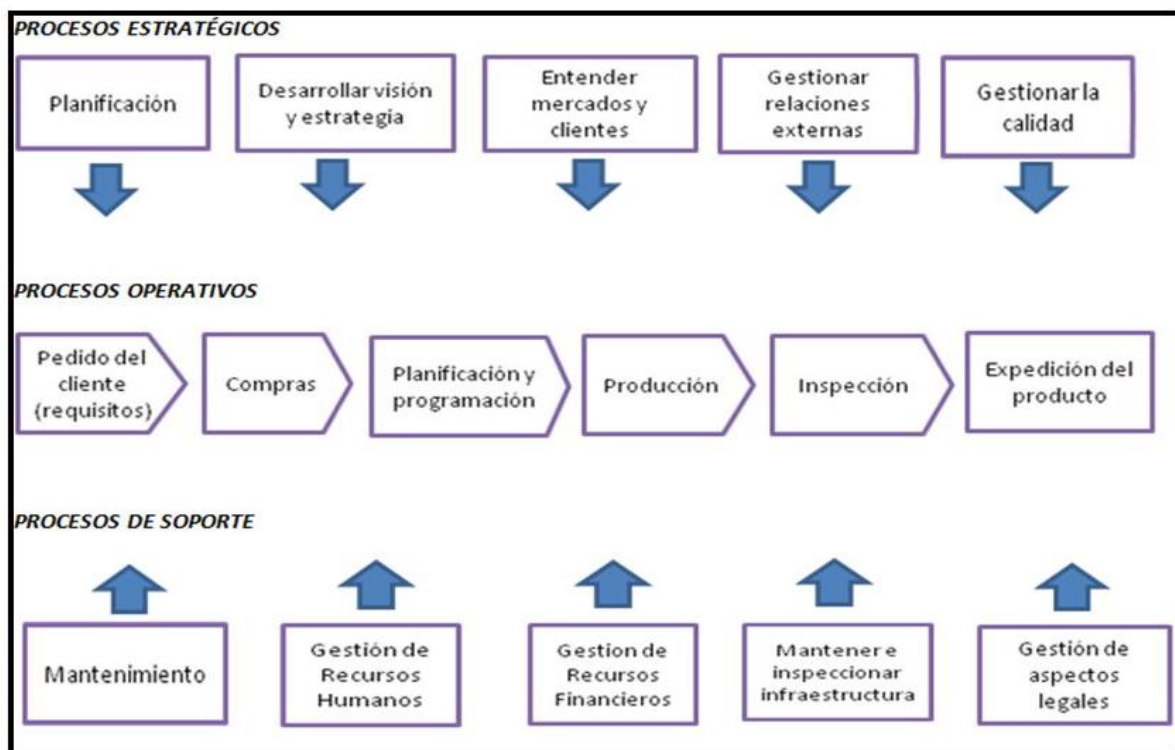 PROCESOS ESTRATÉGICOS
Planificación
Desarrollar visión
y estrategia
Entender
mercados y
clientes
Gestionar
relaciones
externas
Gestionar la
calidad
PROCESOS OPERATIVOS
Pedido del
cliente
(requisitos)
Compras
Planificación y
programación
Producción
Inspección
Expedición del
producto
PROCESOS DE SOPORTE
Mantenimiento
Gestión de
Recursos
Humanos
Gestion de
Recursos
Financieros
Mantener e
inspeccionar
infraestructura
Gestión de
aspectos
legales